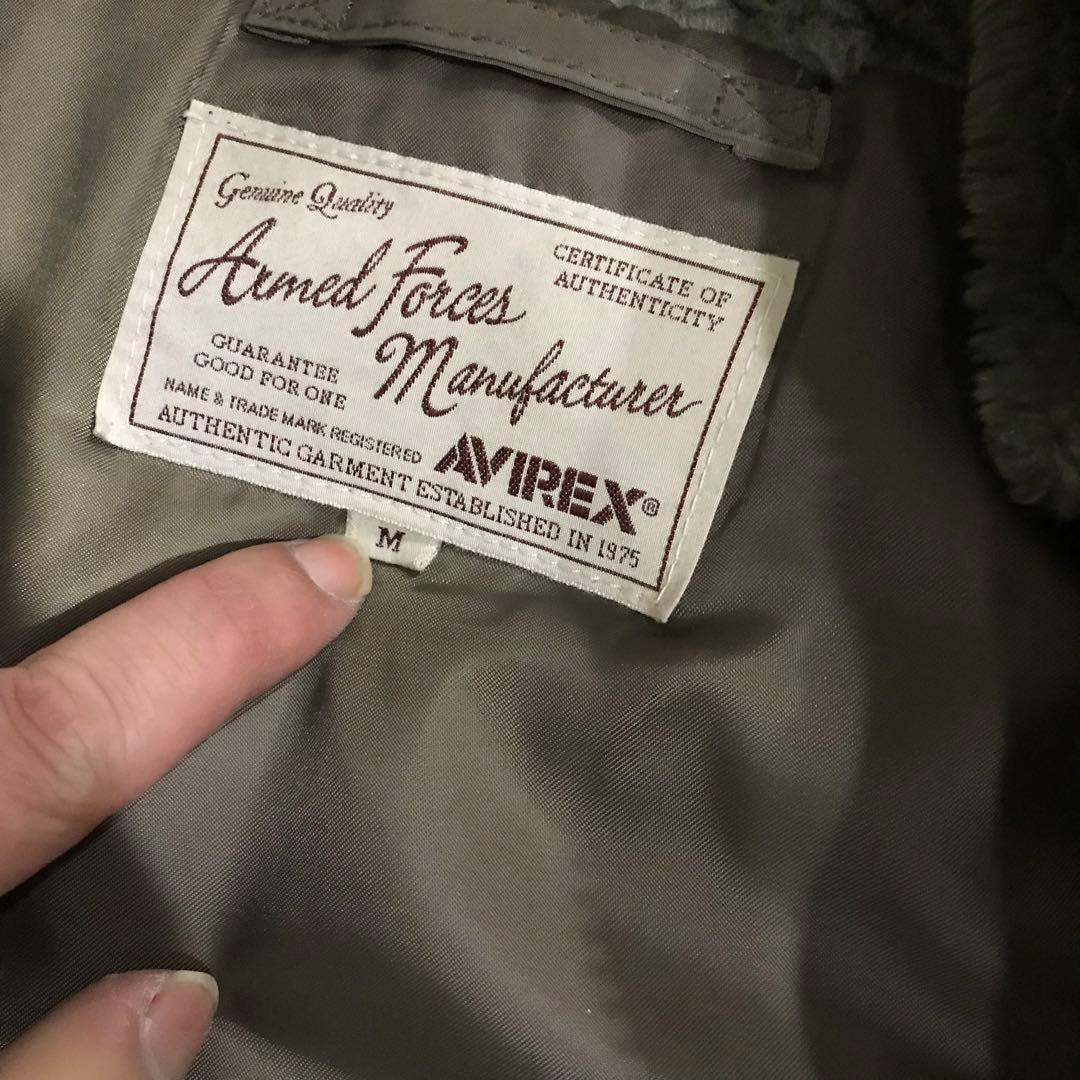 Genuine Quality
CERTIFICATE OF
AUTHENTICITY
Armed Forces
Manufacturer
GUARANTEE
GOOD FOR ONE
NAME & TRADE MARK REGISTERED
AVIREX®
AUTHENTIC GARMENT ESTABLISHED IN 1975
M